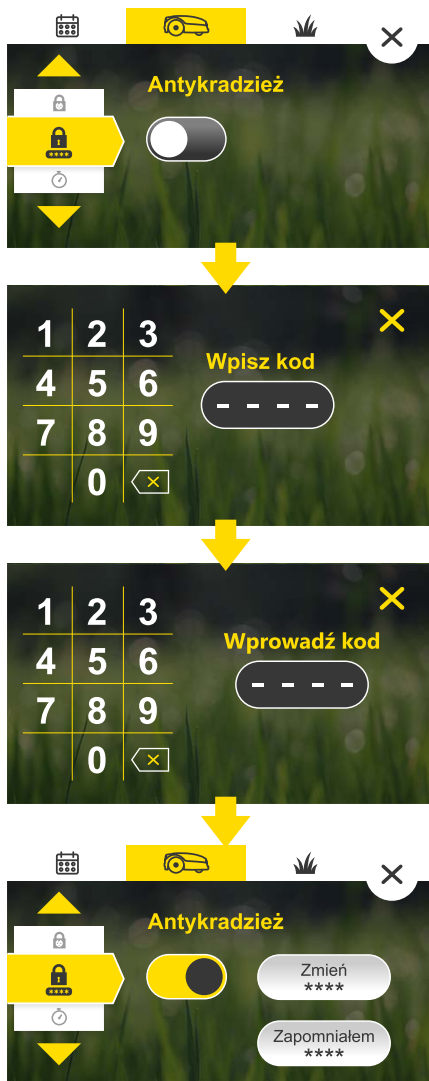 Antykradzież
****
1 2 3
Wpisz kod
4 5 6
- - - -
7 8 9
0
1 2 3
Wprowadź kod
4 5 6
- - - -
7 8 9
0
Antykradzież
Zmień
****
****
Zapomniałem
****